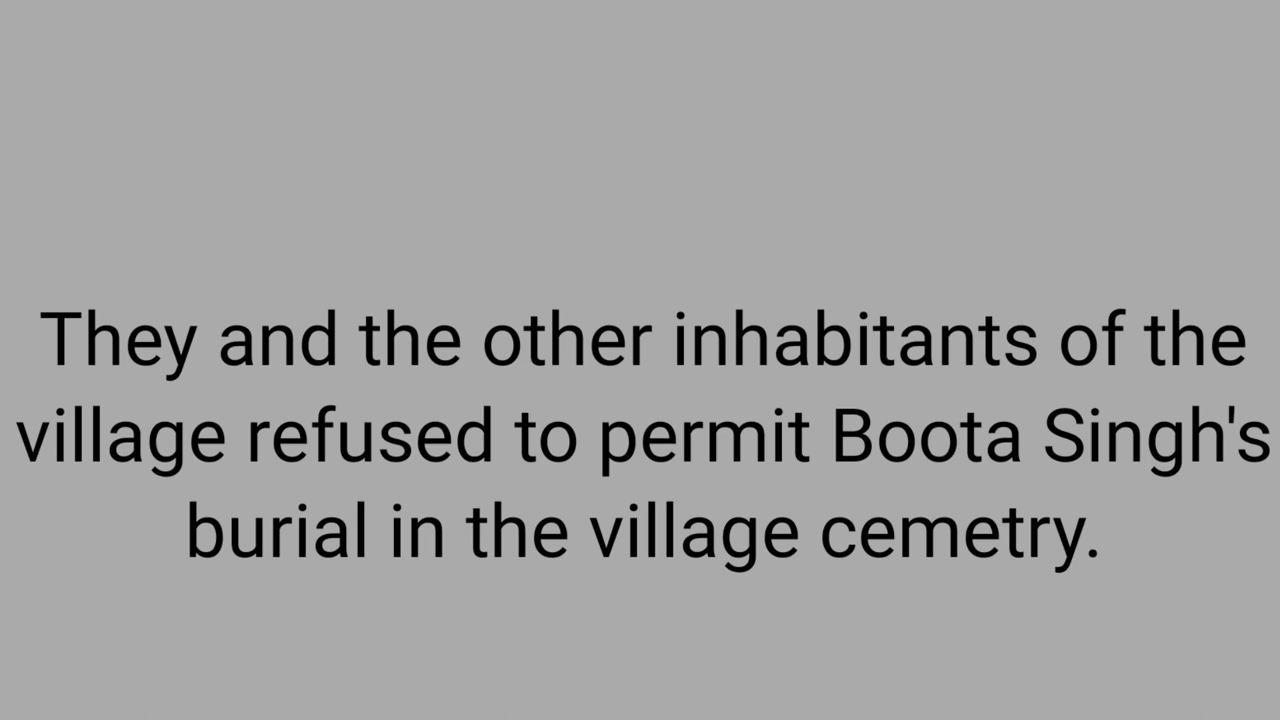 They and the other inhabitants of the
village refused to permit Boota Singh's
burial in the village cemetry.